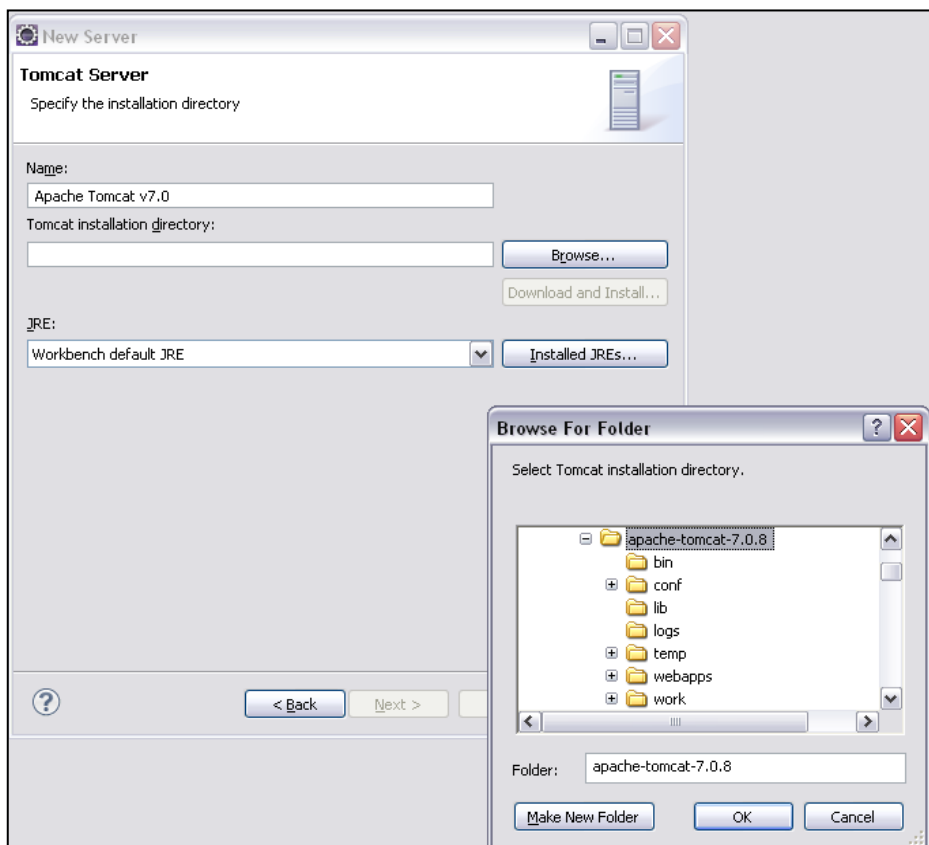 New Server
Tomcat Server
Specify the installation directory
Name:
Apache Tomcat v7.0
Tomcat installation directory:
Browse...
Download and Install...
JRE:
Workbench default JRE
Installed JREs...
< Back
Next >
Browse For Folder
Select Tomcat installation directory.
apache-tomcat-7.0.8
bin
conf
lib
logs
temp
webapps
work
Folder:
apache-tomcat-7.0.8
Make New Folder
OK
Cancel